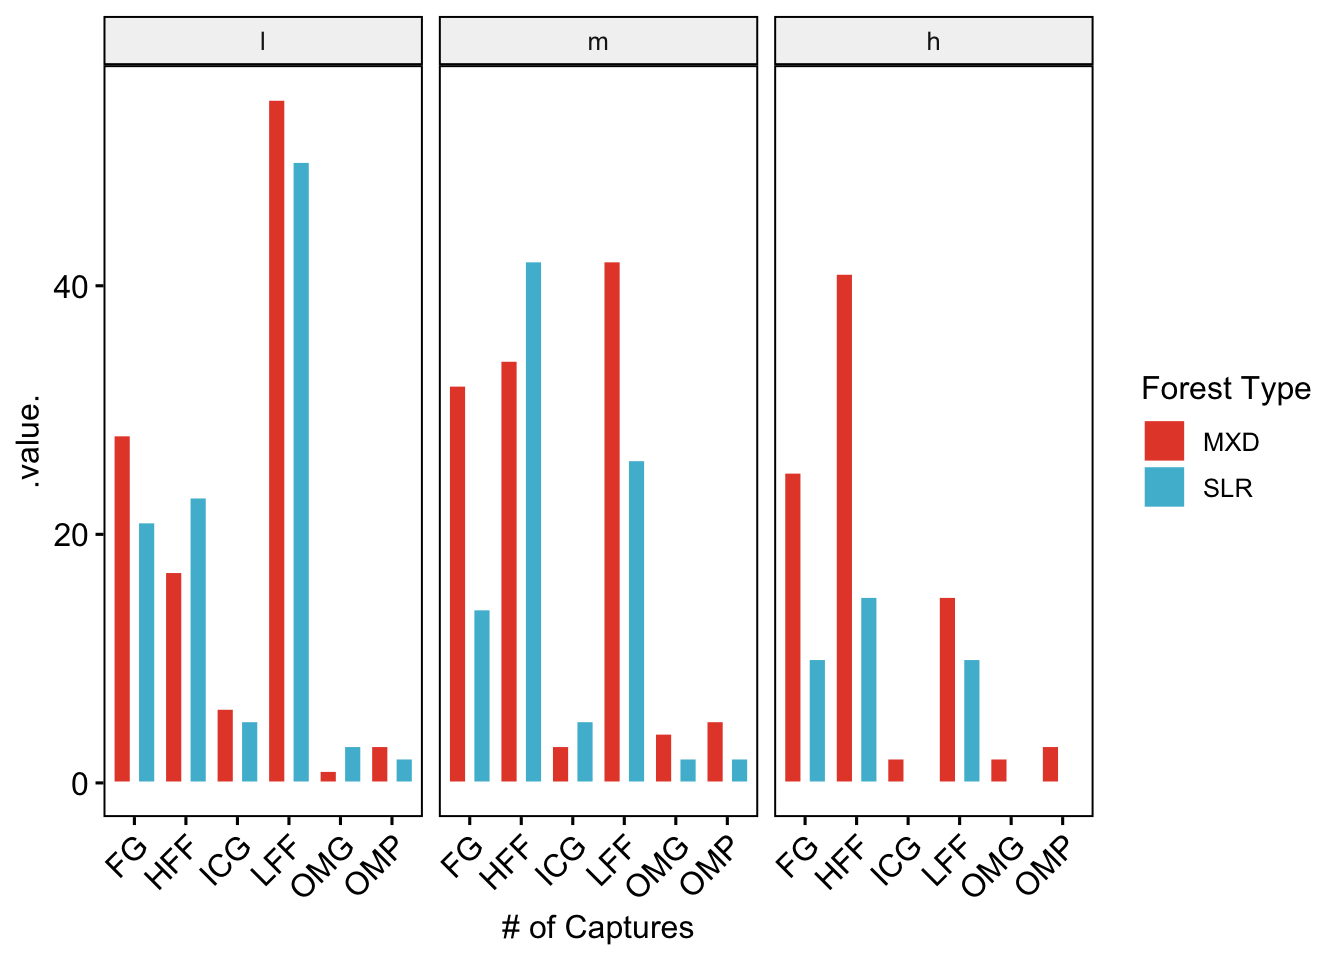 l m h
.value.
40
20
0
FG HFF ICG LFF OMG OMP FG HFF ICG LFF OMG OMP FG HFF ICG LFF OMG OMP
# of Captures
Forest Type
MXD
SLR